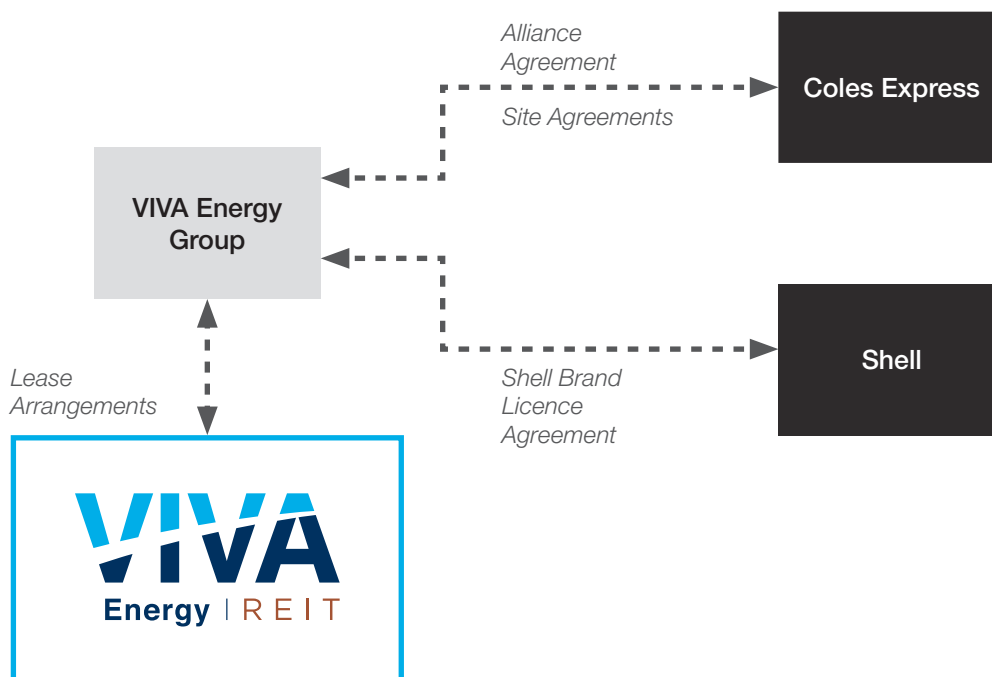 Alliance
Agreement
Coles Express
Site Agreements
VIVA Energy
Group
Shell
Lease
Arrangements
Shell Brand
Licence
Agreement
VIVA
Energy | REIT